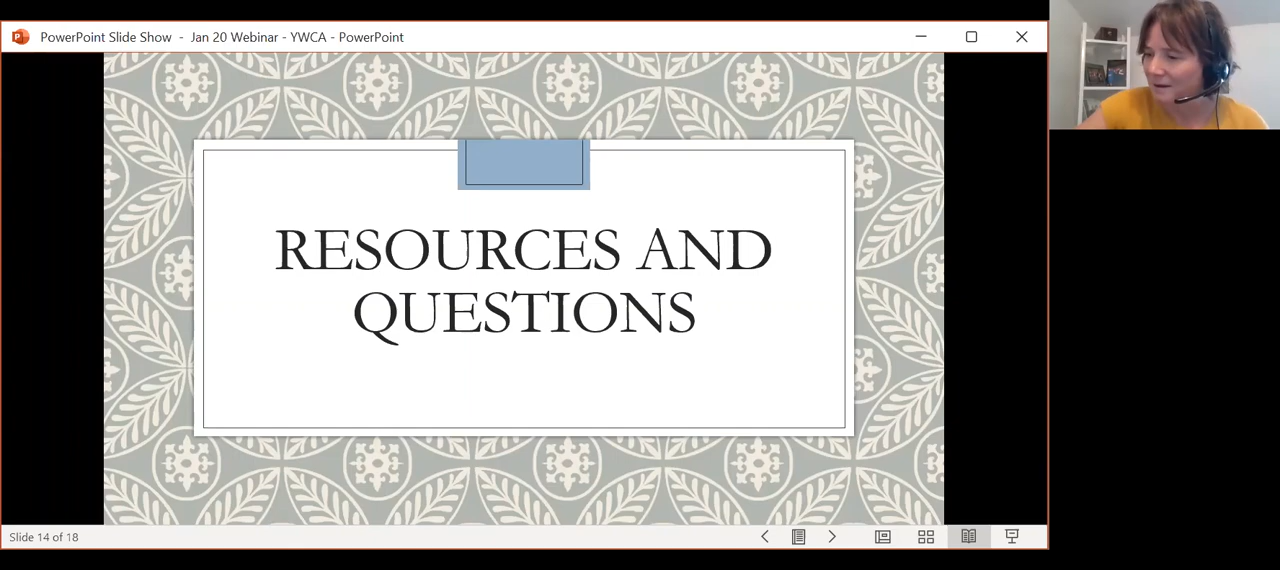 PowerPoint Slide Show - Jan 20 Webinar - YWCA - PowerPoint
RESOURCES AND
QUESTIONS
Slide 14 of 18